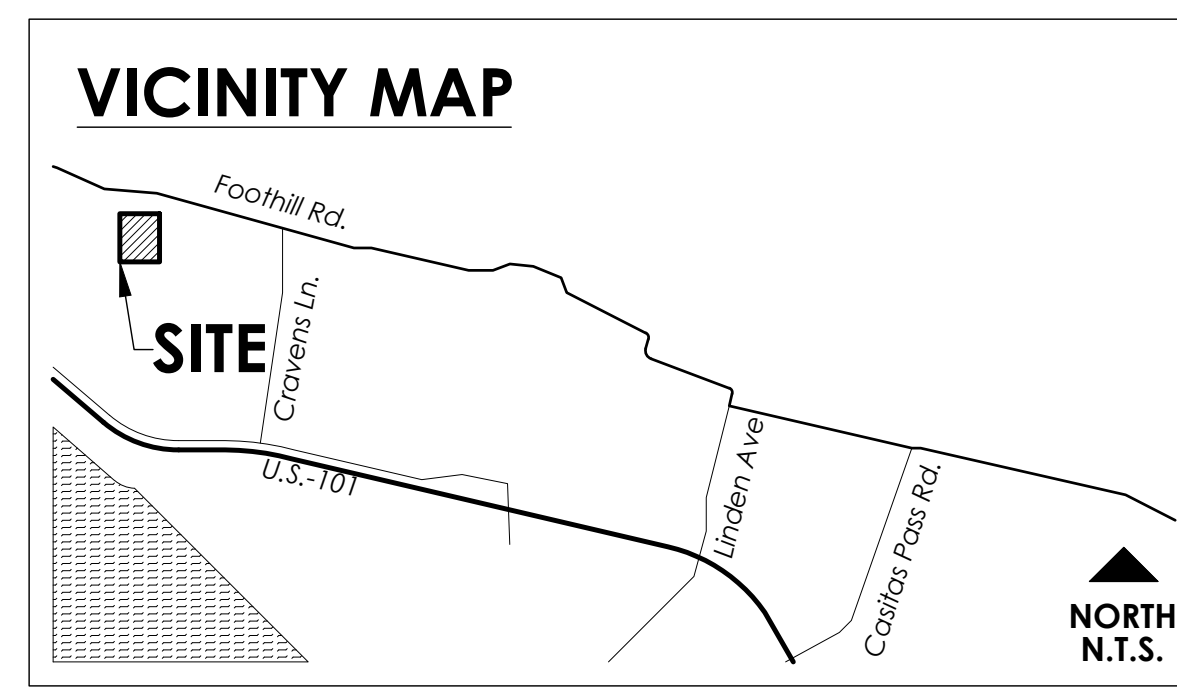 VICINITY MAP
Foothill Rd.
SITE
Cravens Ln.
U.S.-101
Linden Ave
Casitas Pass Rd.
NORTH
N.T.S.